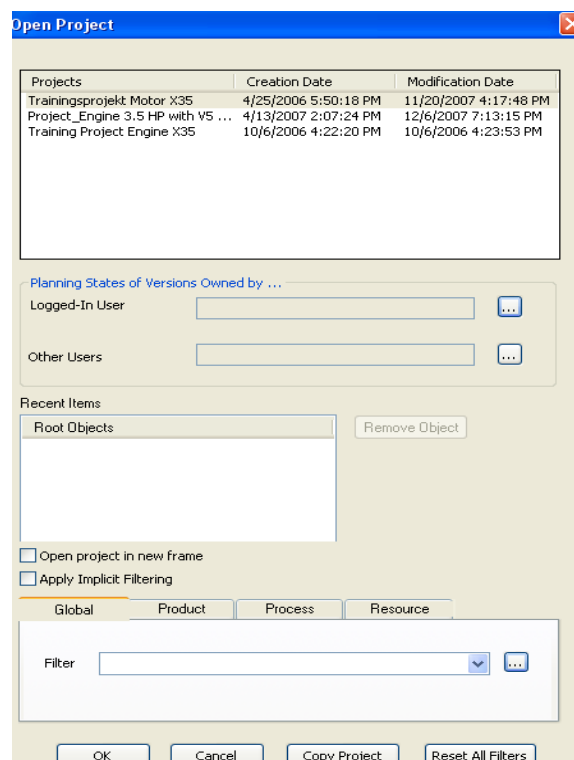 Open Project
Projects Creation Date Modification Date
Trainingsprojekt Motor X35 4/25/2006 5:50:18 PM 11/20/2007 4:17:48 PM
Project_Engine 3.5 HP with V5 ... 4/13/2007 2:07:24 PM 12/6/2007 7:13:15 PM
Training Project Engine X35 10/6/2006 4:22:20 PM 10/6/2006 4:23:53 PM
Planning States of Versions Owned by ...
Logged-In User ...
Other Users ...
Recent Items
Root Objects Remove Object
Open project in new frame
Apply Implicit Filtering
Global Product Process Resource
Filter ...
OK Cancel Copy Project Reset All Filters